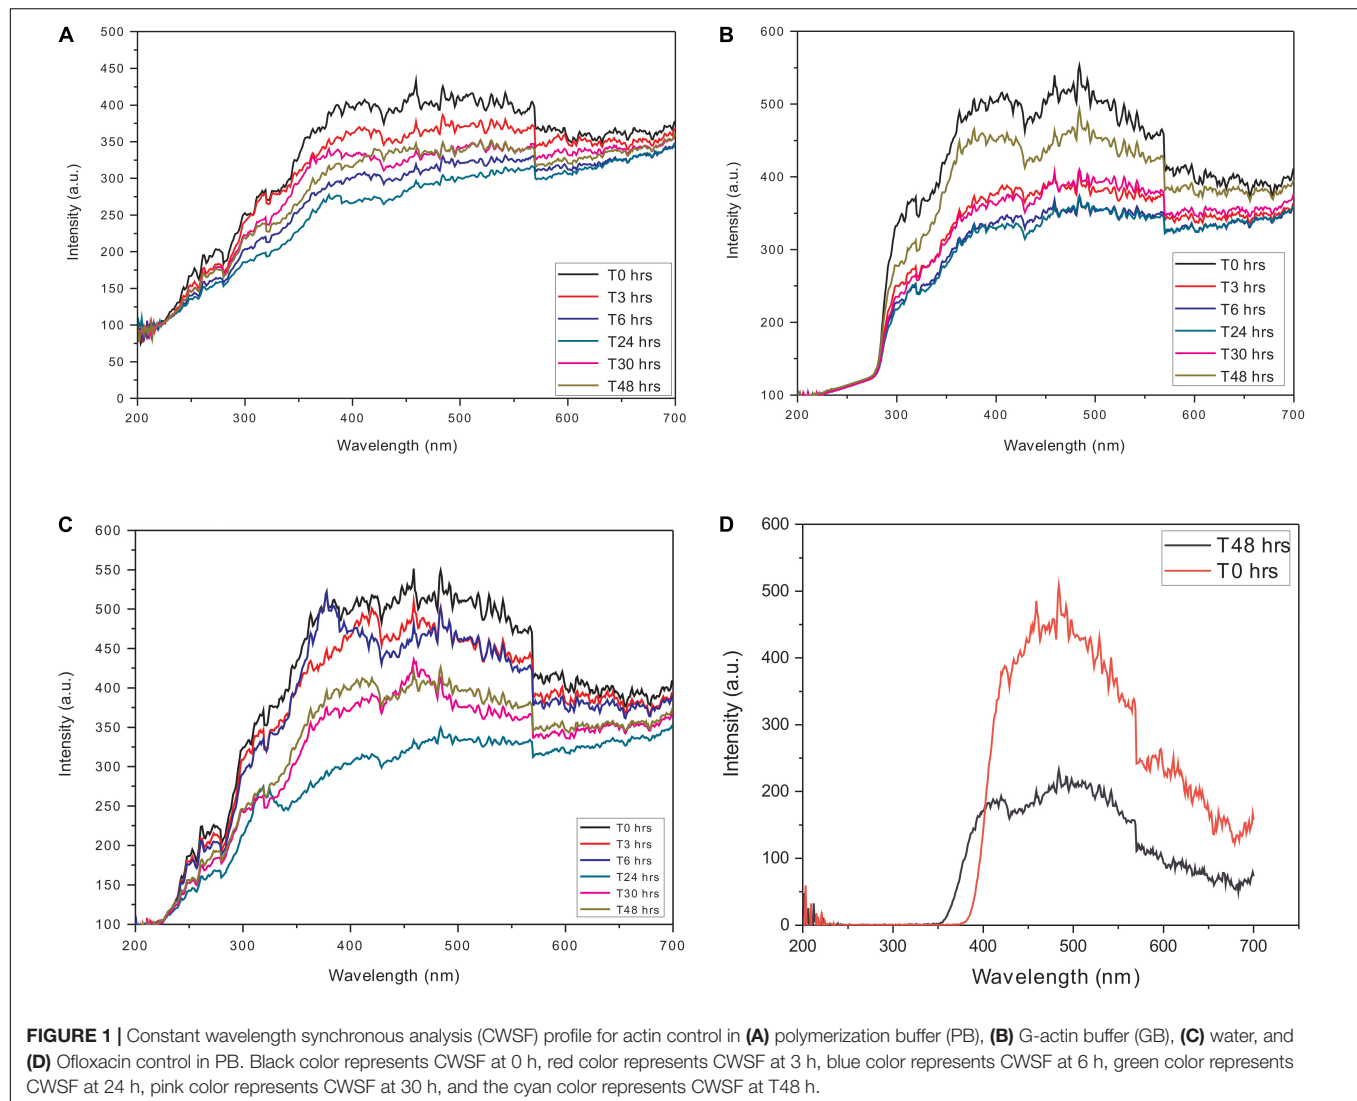 A
500
450
400
350
300
250
200
150
100
50
0
200 300 400 500 600 700
Intensity (a.u.)
Wavelength (nm)
T0 hrs
T3 hrs
T6 hrs
T24 hrs
T30 hrs
T48 hrs
B
600
500
400
300
200
100
200 300 400 500 600 700
Intensity (a.u.)
Wavelength (nm)
T0 hrs
T3 hrs
T6 hrs
T24 hrs
T30 hrs
T48 hrs
C
600
550
500
450
400
350
300
250
200
150
100
200 300 400 500 600 700
Intensity (a.u.)
Wavelength (nm)
T0 hrs
T3 hrs
T6 hrs
T24 hrs
T30 hrs
T48 hrs
D
600
500
400
300
200
100
0
200 300 400 500 600 700
Intensity (a.u.)
Wavelength (nm)
T48 hrs
T0 hrs
FIGURE 1 | Constant wavelength synchronous analysis (CWSF) profile for actin control in (A) polymerization buffer (PB), (B) G-actin buffer (GB), (C) water, and
(D) Ofloxacin control in PB. Black color represents CWSF at 0 h, red color represents CWSF at 3 h, blue color represents CWSF at 6 h, green color represents
CWSF at 24 h, pink color represents CWSF at 30 h, and the cyan color represents CWSF at T48 h.